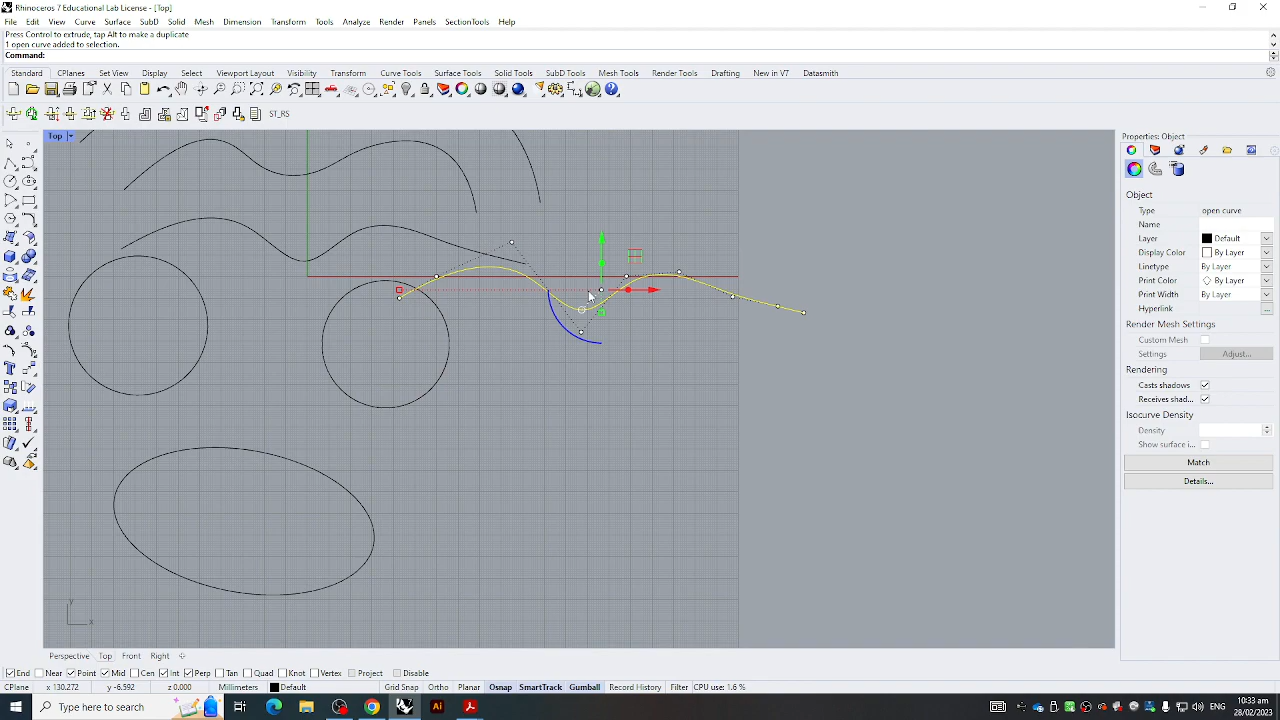 Rhinoceros 7 Educational Lab License - [Top]
File Edit View Curve Surface SubD Solid Mesh Dimension Transform Tools Analyze Render Panels SectionTools Help
Press Control to extrude, tap Alt to make a duplicate
1 open curve added to selection.
Command:
Standard CPlanes Set View Display Select Viewport Layout Visibility Transform Curve Tools Surface Tools Solid Tools SubD Tools Mesh Tools Render Tools Drafting New in V7 Datasmith
ST_RS
Top
Properties: Object
Object
Type open curve
Name
Layer Default
Display Color By Layer
Linetype By Layer
Print Color By Layer
Print Width By Layer
Hyperlink ...
Render Mesh Settings
Custom Mesh
Settings Adjust...
Rendering
Casts shadows
Receives shad...
Isocurve Density
Density
Show surface i...
Match
Details...
y
x
Perspective Top Front Right
End Near Point Mid Cen Int Perp Tan Quad Knot Vertex Project Disable
CPlane x 130.272 y -6.592 z 0.000 Millimeters Default Grid Snap Ortho Planar Osnap SmartTrack Gumball Record History Filter CPU use: 1.6 %
Type here to search
Ai
10:33 am
28/02/2023